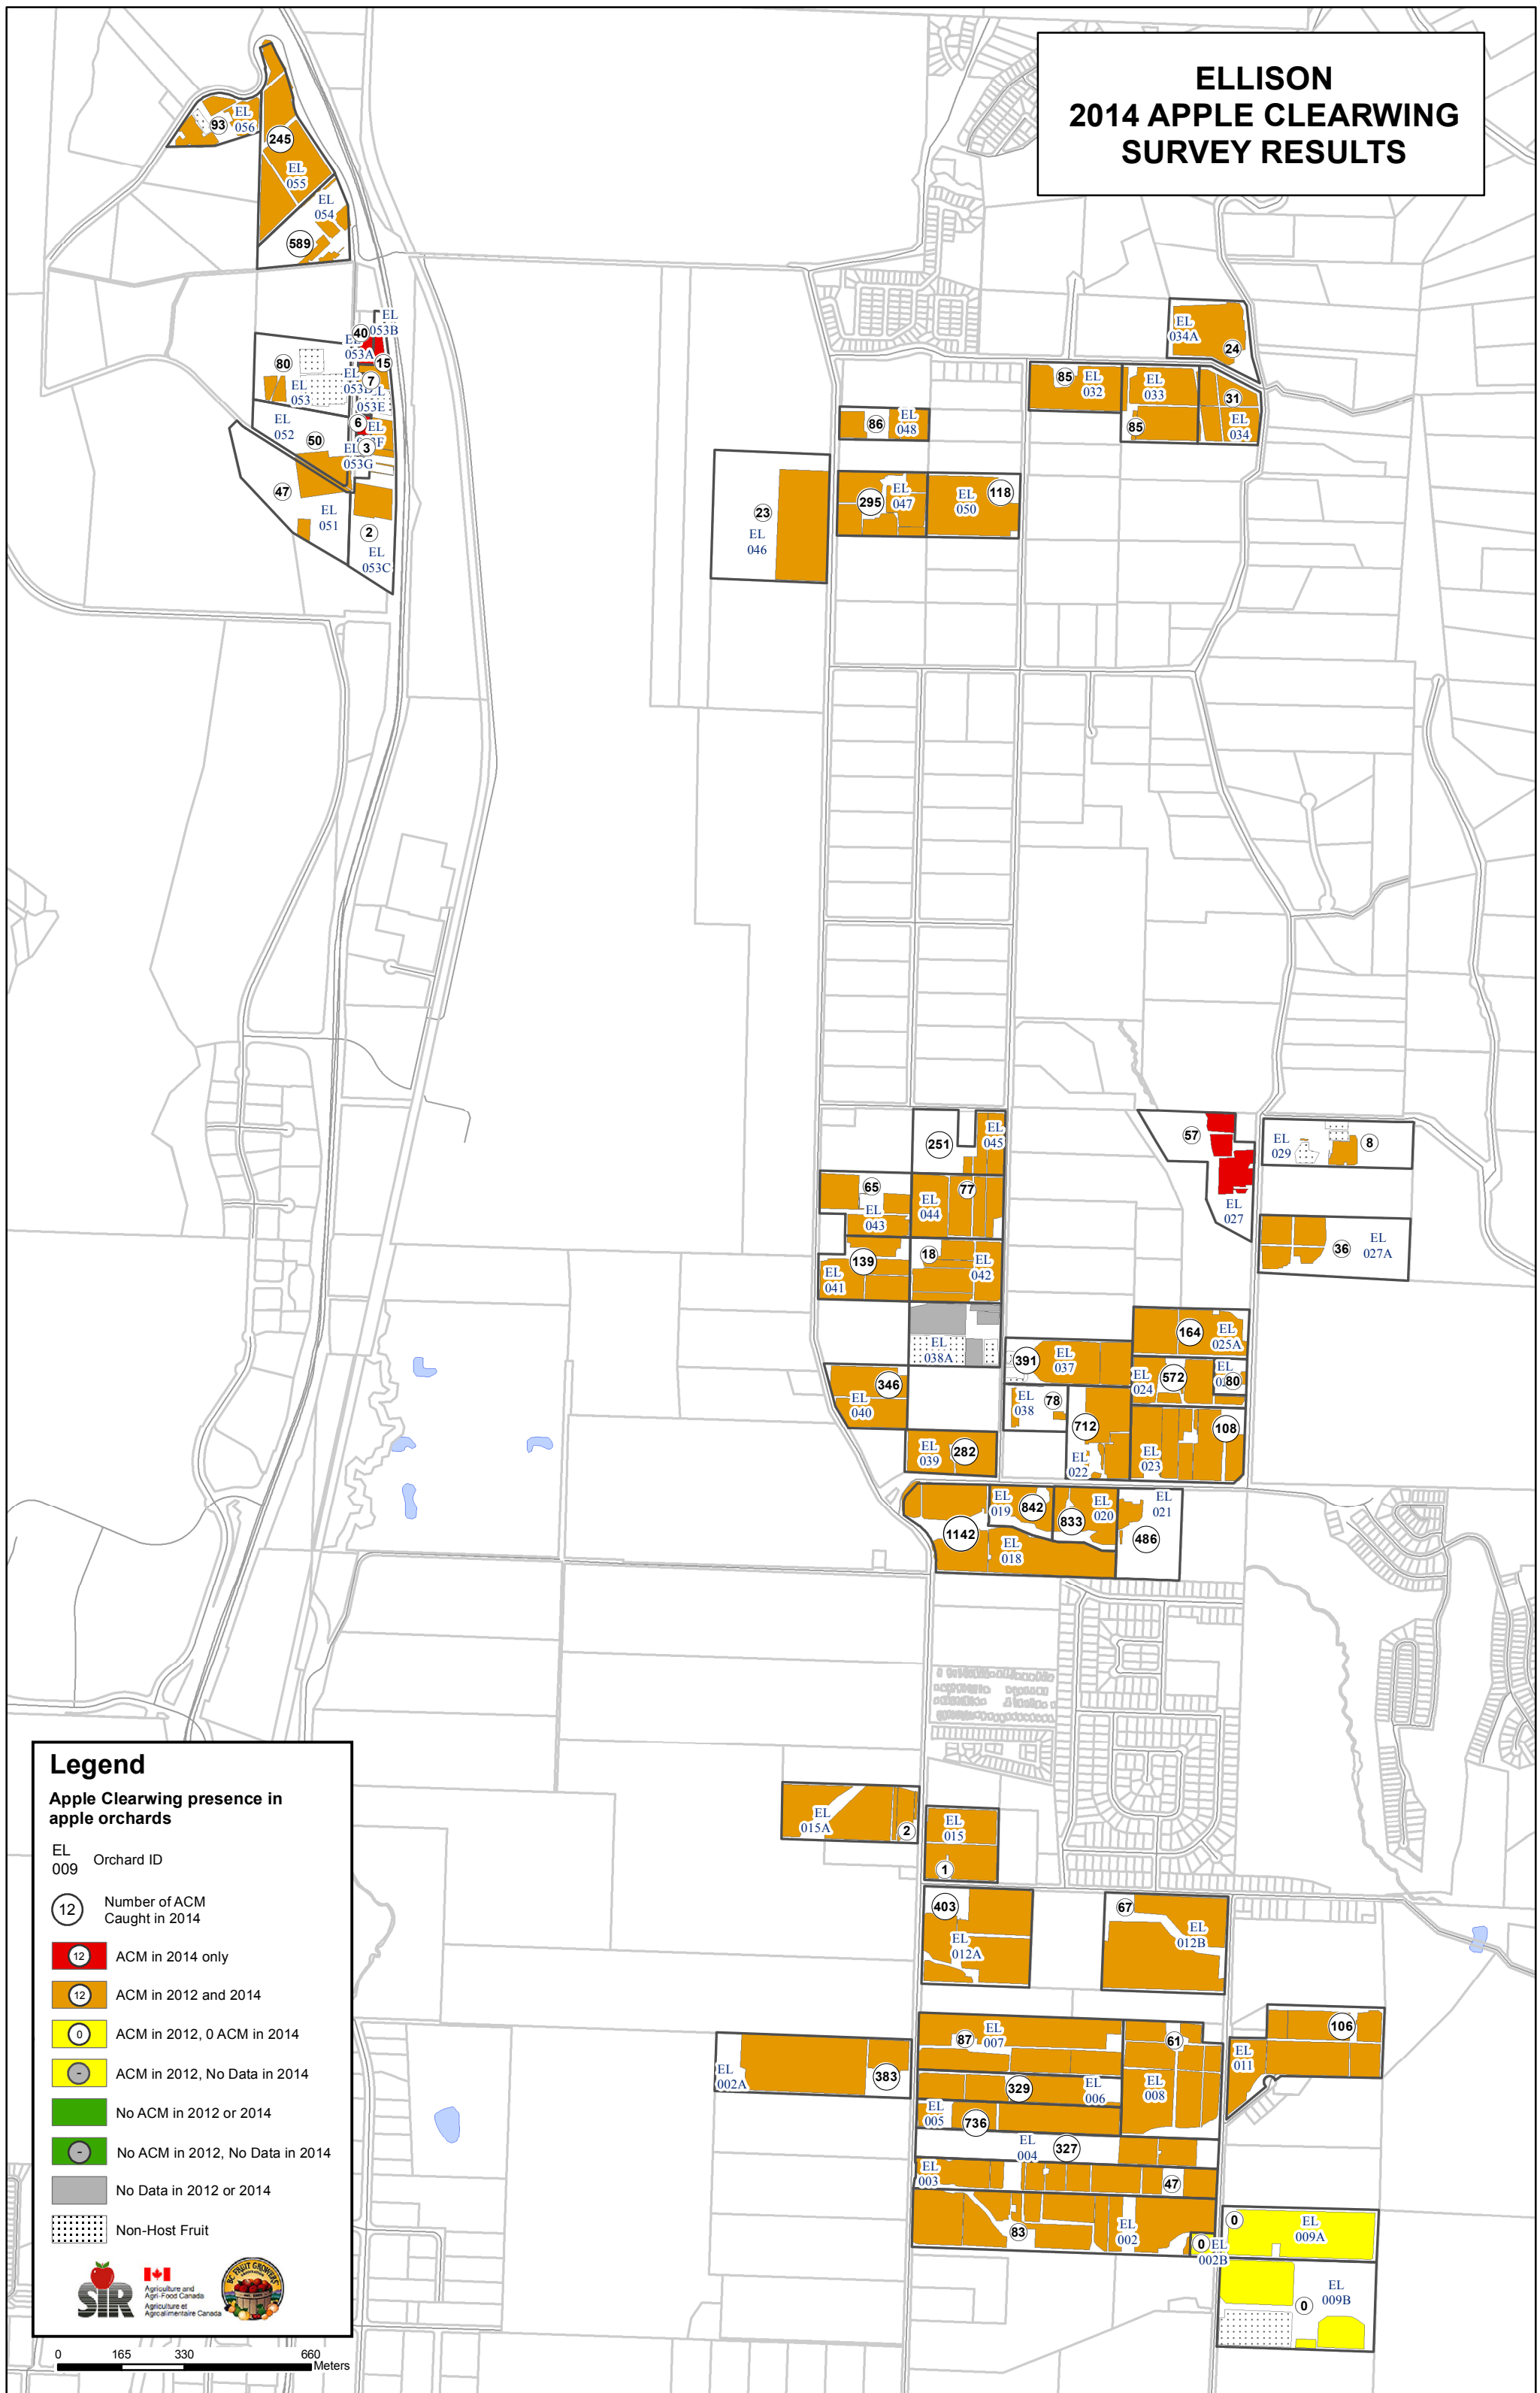 ELLISON
2014 APPLE CLEARWING
SURVEY RESULTS
93
EL
056
245
EL
055
EL
054
589
EL
053B
40
EL
053A
15
80
EL
053
EL
7
EL
053E
6
EL
EL
052
50
3
EL
053G
47
EL
051
2
EL
053C
EL
034A
24
85
EL
032
EL
033
85
31
EL
034
86
EL
048
295
EL
047
EL
050
118
23
EL
046
251
EL
045
57
EL
027
EL
029
8
65
EL
043
EL
044
77
36
EL
027A
139
EL
041
18
EL
042
EL
038A
164
EL
025A
391
EL
037
EL
024
572
EL
80
346
EL
040
EL
038
78
712
EL
022
EL
023
108
EL
039
282
1142
EL
019
842
EL
018
833
EL
020
EL
021
486
EL
015A
2
EL
015
1
403
EL
012A
67
EL
012B
87
EL
007
61
EL
008
106
EL
011
EL
002A
383
329
EL
006
EL
005
736
EL
004
327
EL
003
47
83
EL
002
0
EL
002B
0
EL
009A
EL
009B
0
Legend
Apple Clearwing presence in
apple orchards
EL
009
Orchard ID
12
Number of ACM
Caught in 2014
12
ACM in 2014 only
12
ACM in 2012 and 2014
0
ACM in 2012, 0 ACM in 2014
-
ACM in 2012, No Data in 2014
No ACM in 2012 or 2014
-
No ACM in 2012, No Data in 2014
No Data in 2012 or 2014
Non-Host Fruit
SIR
Agriculture and
Agri-Food Canada
Agriculture et
Agroalimentaire Canada
BC FRUIT GROWERS
0 165 330 660
Meters